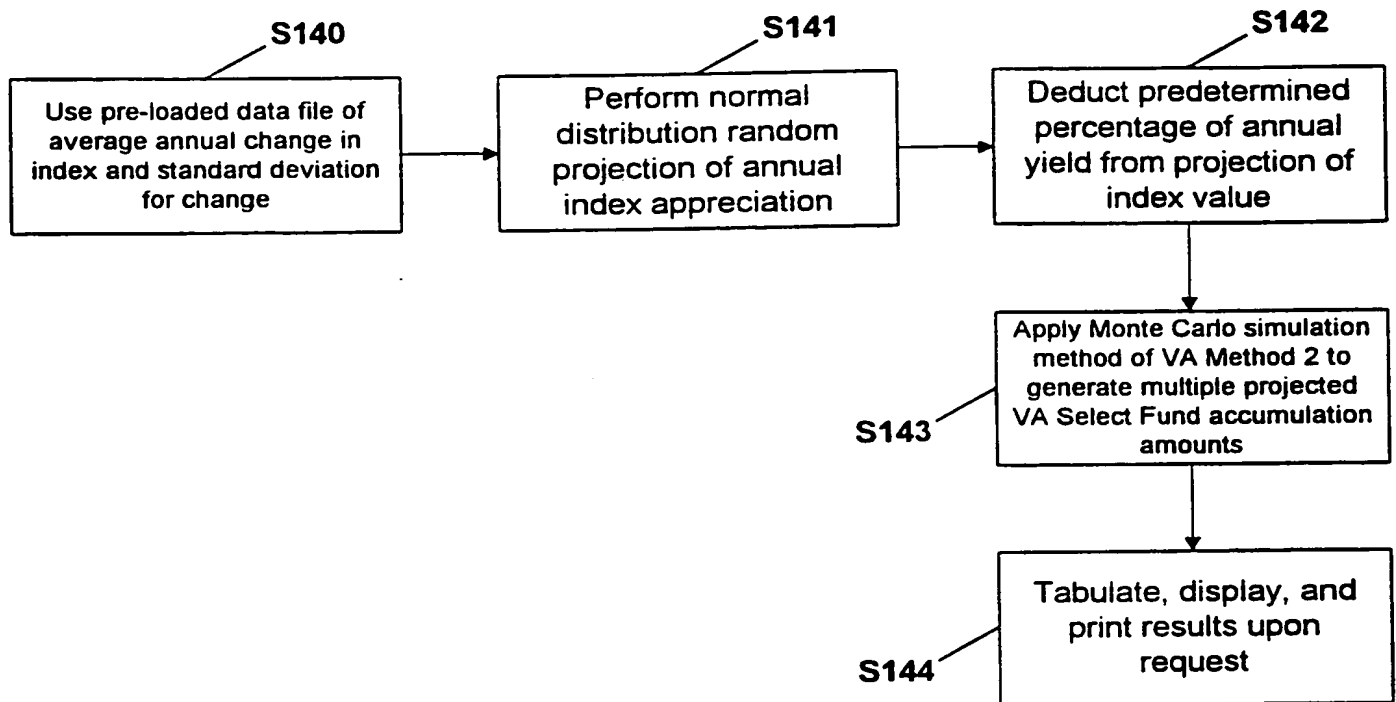 S140
Use pre-loaded data file of
average annual change in
index and standard deviation
for change
S141
Perform normal
distribution random
projection of annual
index appreciation
S142
Deduct predetermined
percentage of annual
yield from projection of
index value
S143
Apply Monte Carlo simulation
method of VA Method 2 to
generate multiple projected
VA Select Fund accumulation
amounts
S144
Tabulate, display, and
print results upon
request